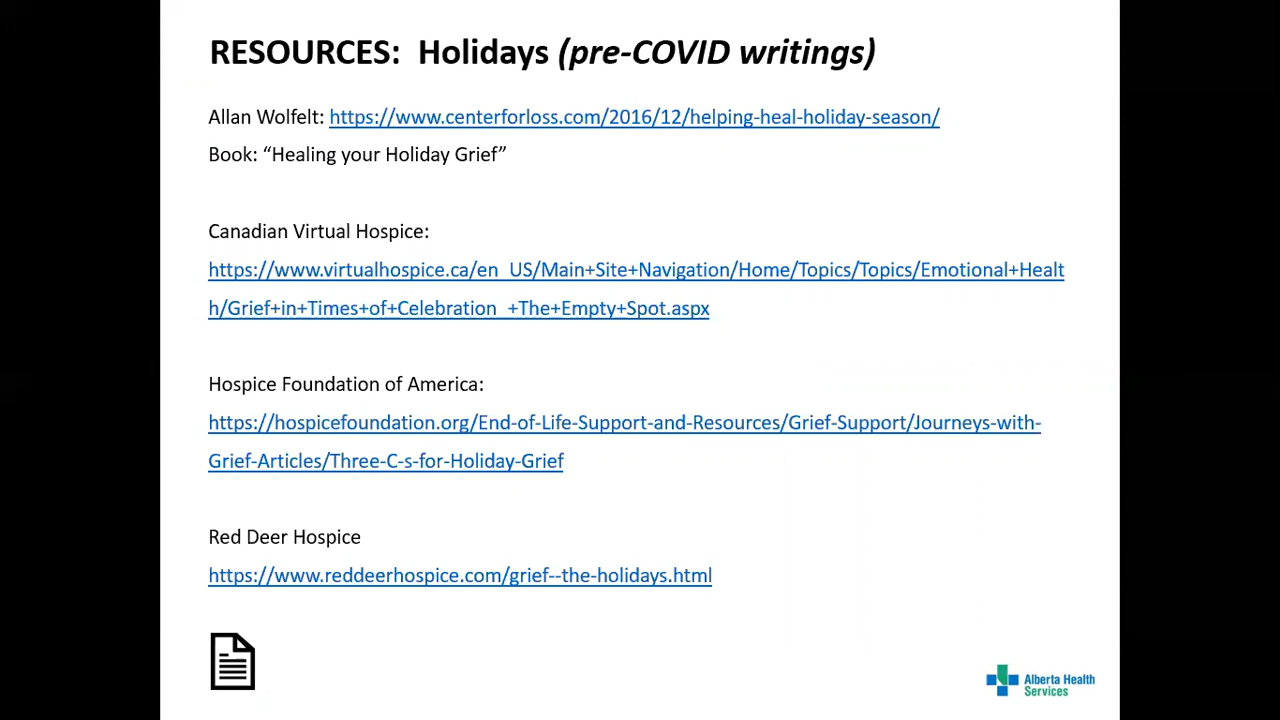 RESOURCES: Holidays (pre-COVID writings)
Allan Wolfelt: https://www.centerforloss.com/2016/12/helping-heal-holiday-season/
Book: “Healing your Holiday Grief”
Canadian Virtual Hospice:
https://www.virtualhospice.ca/en_US/Main+Site+Navigation/Home/Topics/Topics/Emotional+Healt
h/Grief+in+Times+of+Celebration_+The+Empty+Spot.aspx
Hospice Foundation of America:
https://hospicefoundation.org/End-of-Life-Support-and-Resources/Grief-Support/Journeys-with-
Grief-Articles/Three-C-s-for-Holiday-Grief
Red Deer Hospice
https://www.reddeerhospice.com/grief--the-holidays.html
Alberta Health
Services